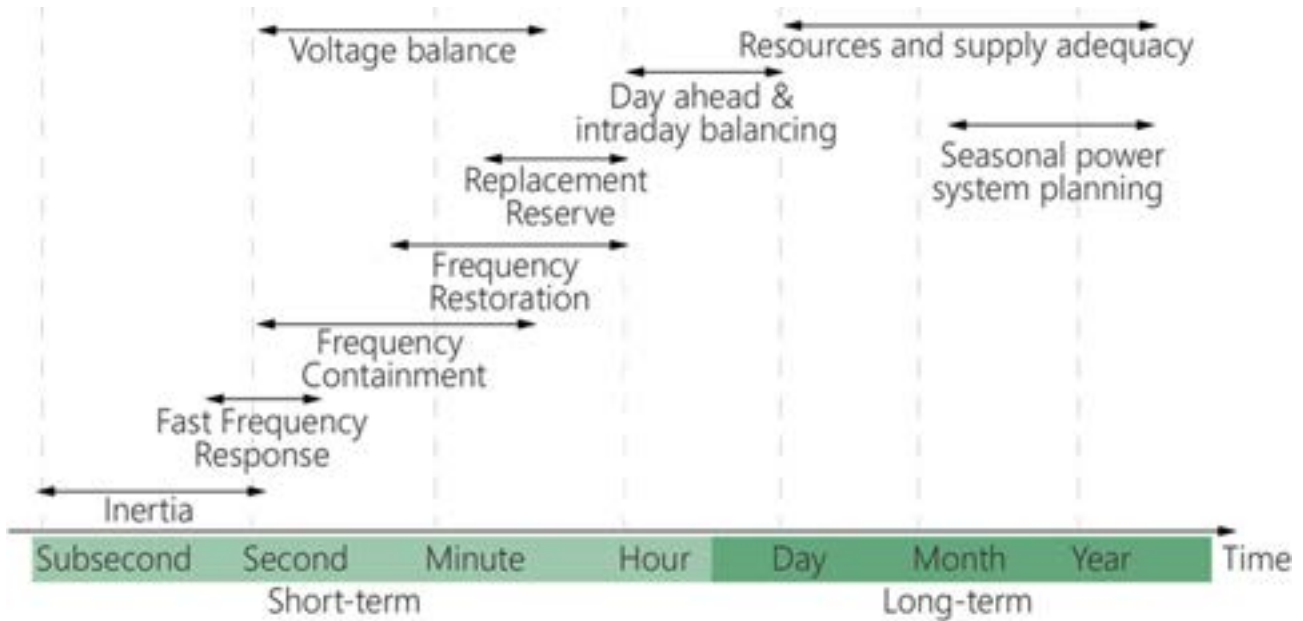 Voltage balance
Resources and supply adequacy
Day ahead &
intraday balancing
Seasonal power
system planning
Replacement
Reserve
Frequency
Restoration
Frequency
Containment
Fast Frequency
Response
Inertia
Subsecond Second Minute Hour Day Month Year Time
Short-term Long-term